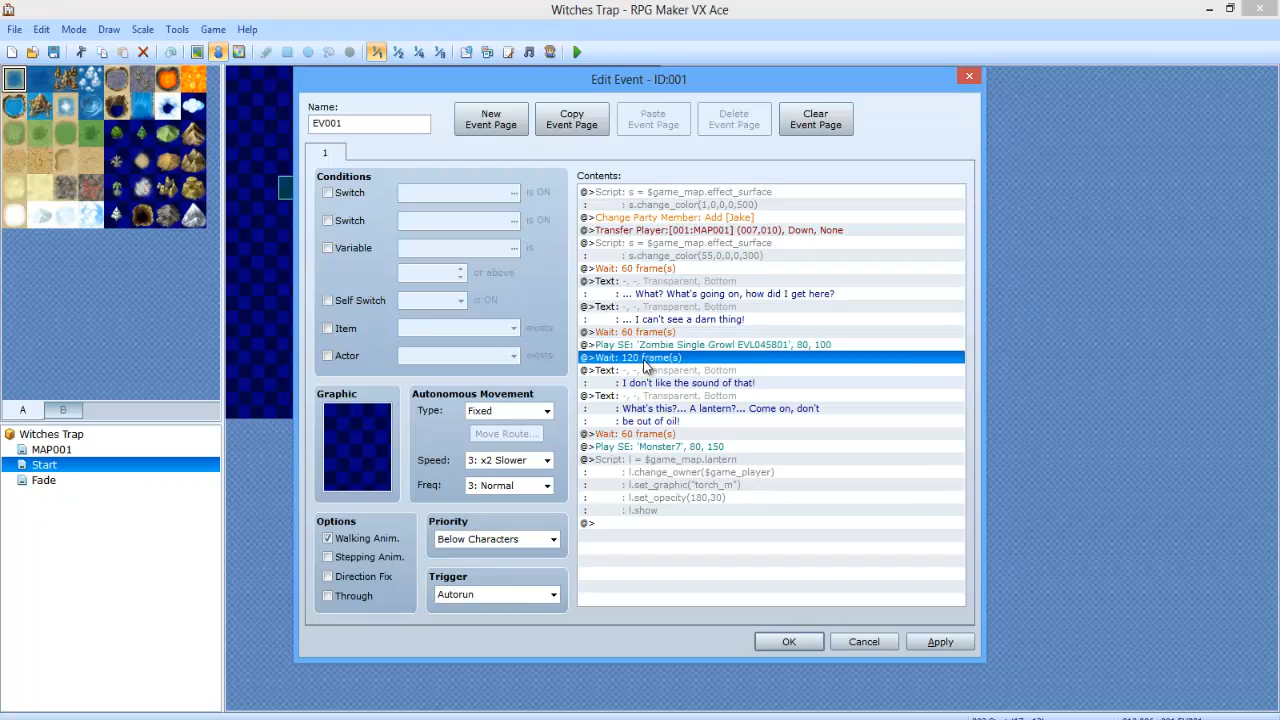 Witches Trap - RPG Maker VX Ace
File Edit Mode Draw Scale Tools Game Help
Edit Event - ID:001
Name:
EV001
New Event Page
Copy Event Page
Paste Event Page
Delete Event Page
Clear Event Page
1
Conditions
Switch ... is ON
Switch ... is ON
Variable ... is
or above
Self Switch is ON
Item exists
Actor exists
Graphic
Autonomous Movement
Type: Fixed
Move Route...
Speed: 3: x2 Slower
Freq: 3: Normal
Options
Walking Anim.
Stepping Anim.
Direction Fix
Through
Priority
Below Characters
Trigger
Autorun
Contents:
@>Script: s = $game_map.effect_surface
: : s.change_color(1,0,0,0,500)
@>Change Party Member: Add [Jake]
@>Transfer Player:[001:MAP001] (007,010), Down, None
@>Script: s = $game_map.effect_surface
: : s.change_color(55,0,0,0,300)
@>Wait: 60 frame(s)
@>Text: -, -, Transparent, Bottom
: : ... What? What's going on, how did I get here?
@>Text: -, -, Transparent, Bottom
: : ... I can't see a darn thing!
@>Wait: 60 frame(s)
@>Play SE: 'Zombie Single Growl EVL045801', 80, 100
@>Wait: 120 frame(s)
@>Text: -, -, Transparent, Bottom
: : I don't like the sound of that!
@>Text: -, -, Transparent, Bottom
: : What's this?... A lantern?... Come on, don't
: : be out of oil!
@>Wait: 60 frame(s)
@>Play SE: 'Monster7', 80, 150
@>Script: l = $game_map.lantern
: : l.change_owner($game_player)
: : l.set_graphic("torch_m")
: : l.set_opacity(180,30)
: : l.show
@>
OK Cancel Apply
A B
Witches Trap
MAP001
Start
Fade